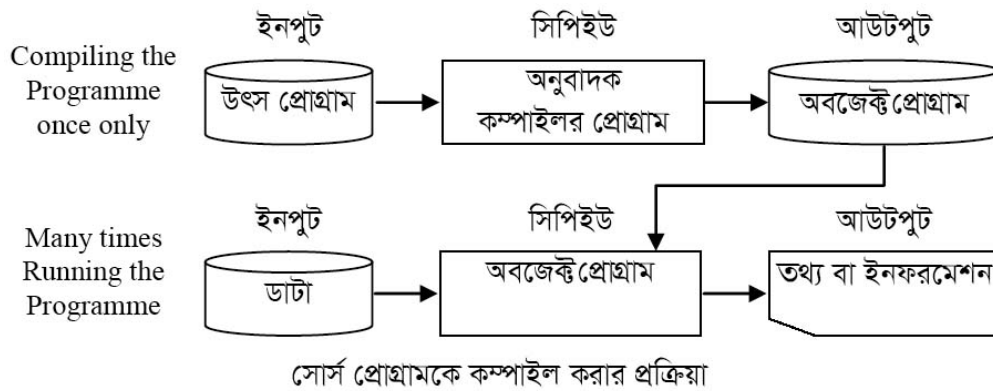 ইনপুট
সিপিইউ
আউটপুট
Compiling the
Programme
once only
উৎস প্রোগ্রাম
অনুবাদক
কম্পাইলর প্রোগ্রাম
অবজেক্ট প্রোগ্রাম
ইনপুট
সিপিইউ
আউটপুট
Many times
Running the
Programme
ডাটা
অবজেক্ট প্রোগ্রাম
তথ্য বা ইনফরমেশন
সোর্স প্রোগ্রামকে কম্পাইল করার প্রক্রিয়া